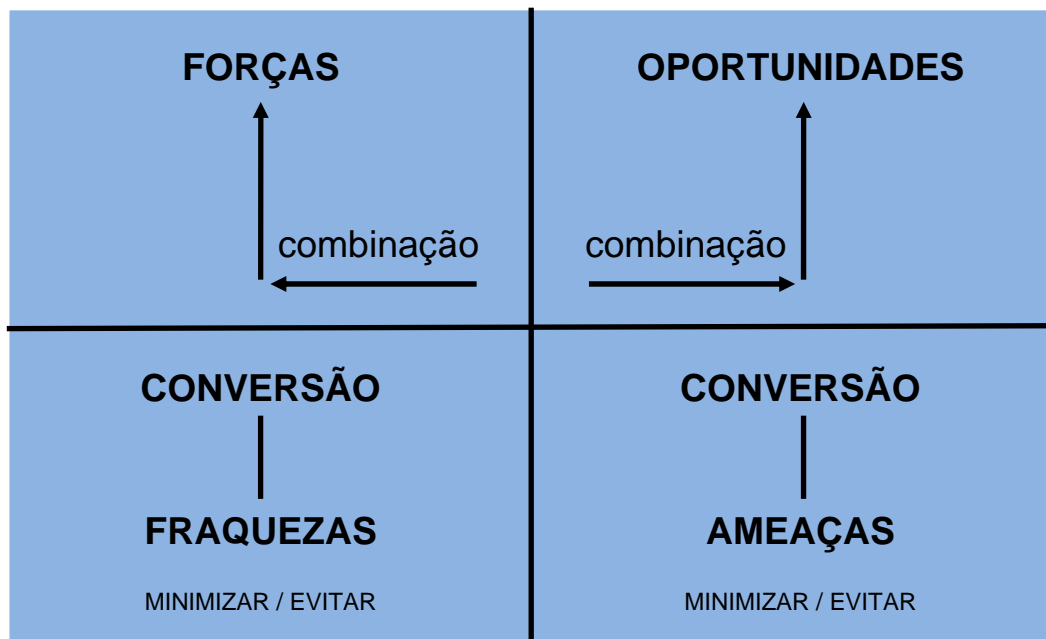 FORÇAS
OPORTUNIDADES
combinação
combinação
CONVERSÃO
CONVERSÃO
FRAQUEZAS
AMEAÇAS
MINIMIZAR / EVITAR
MINIMIZAR / EVITAR